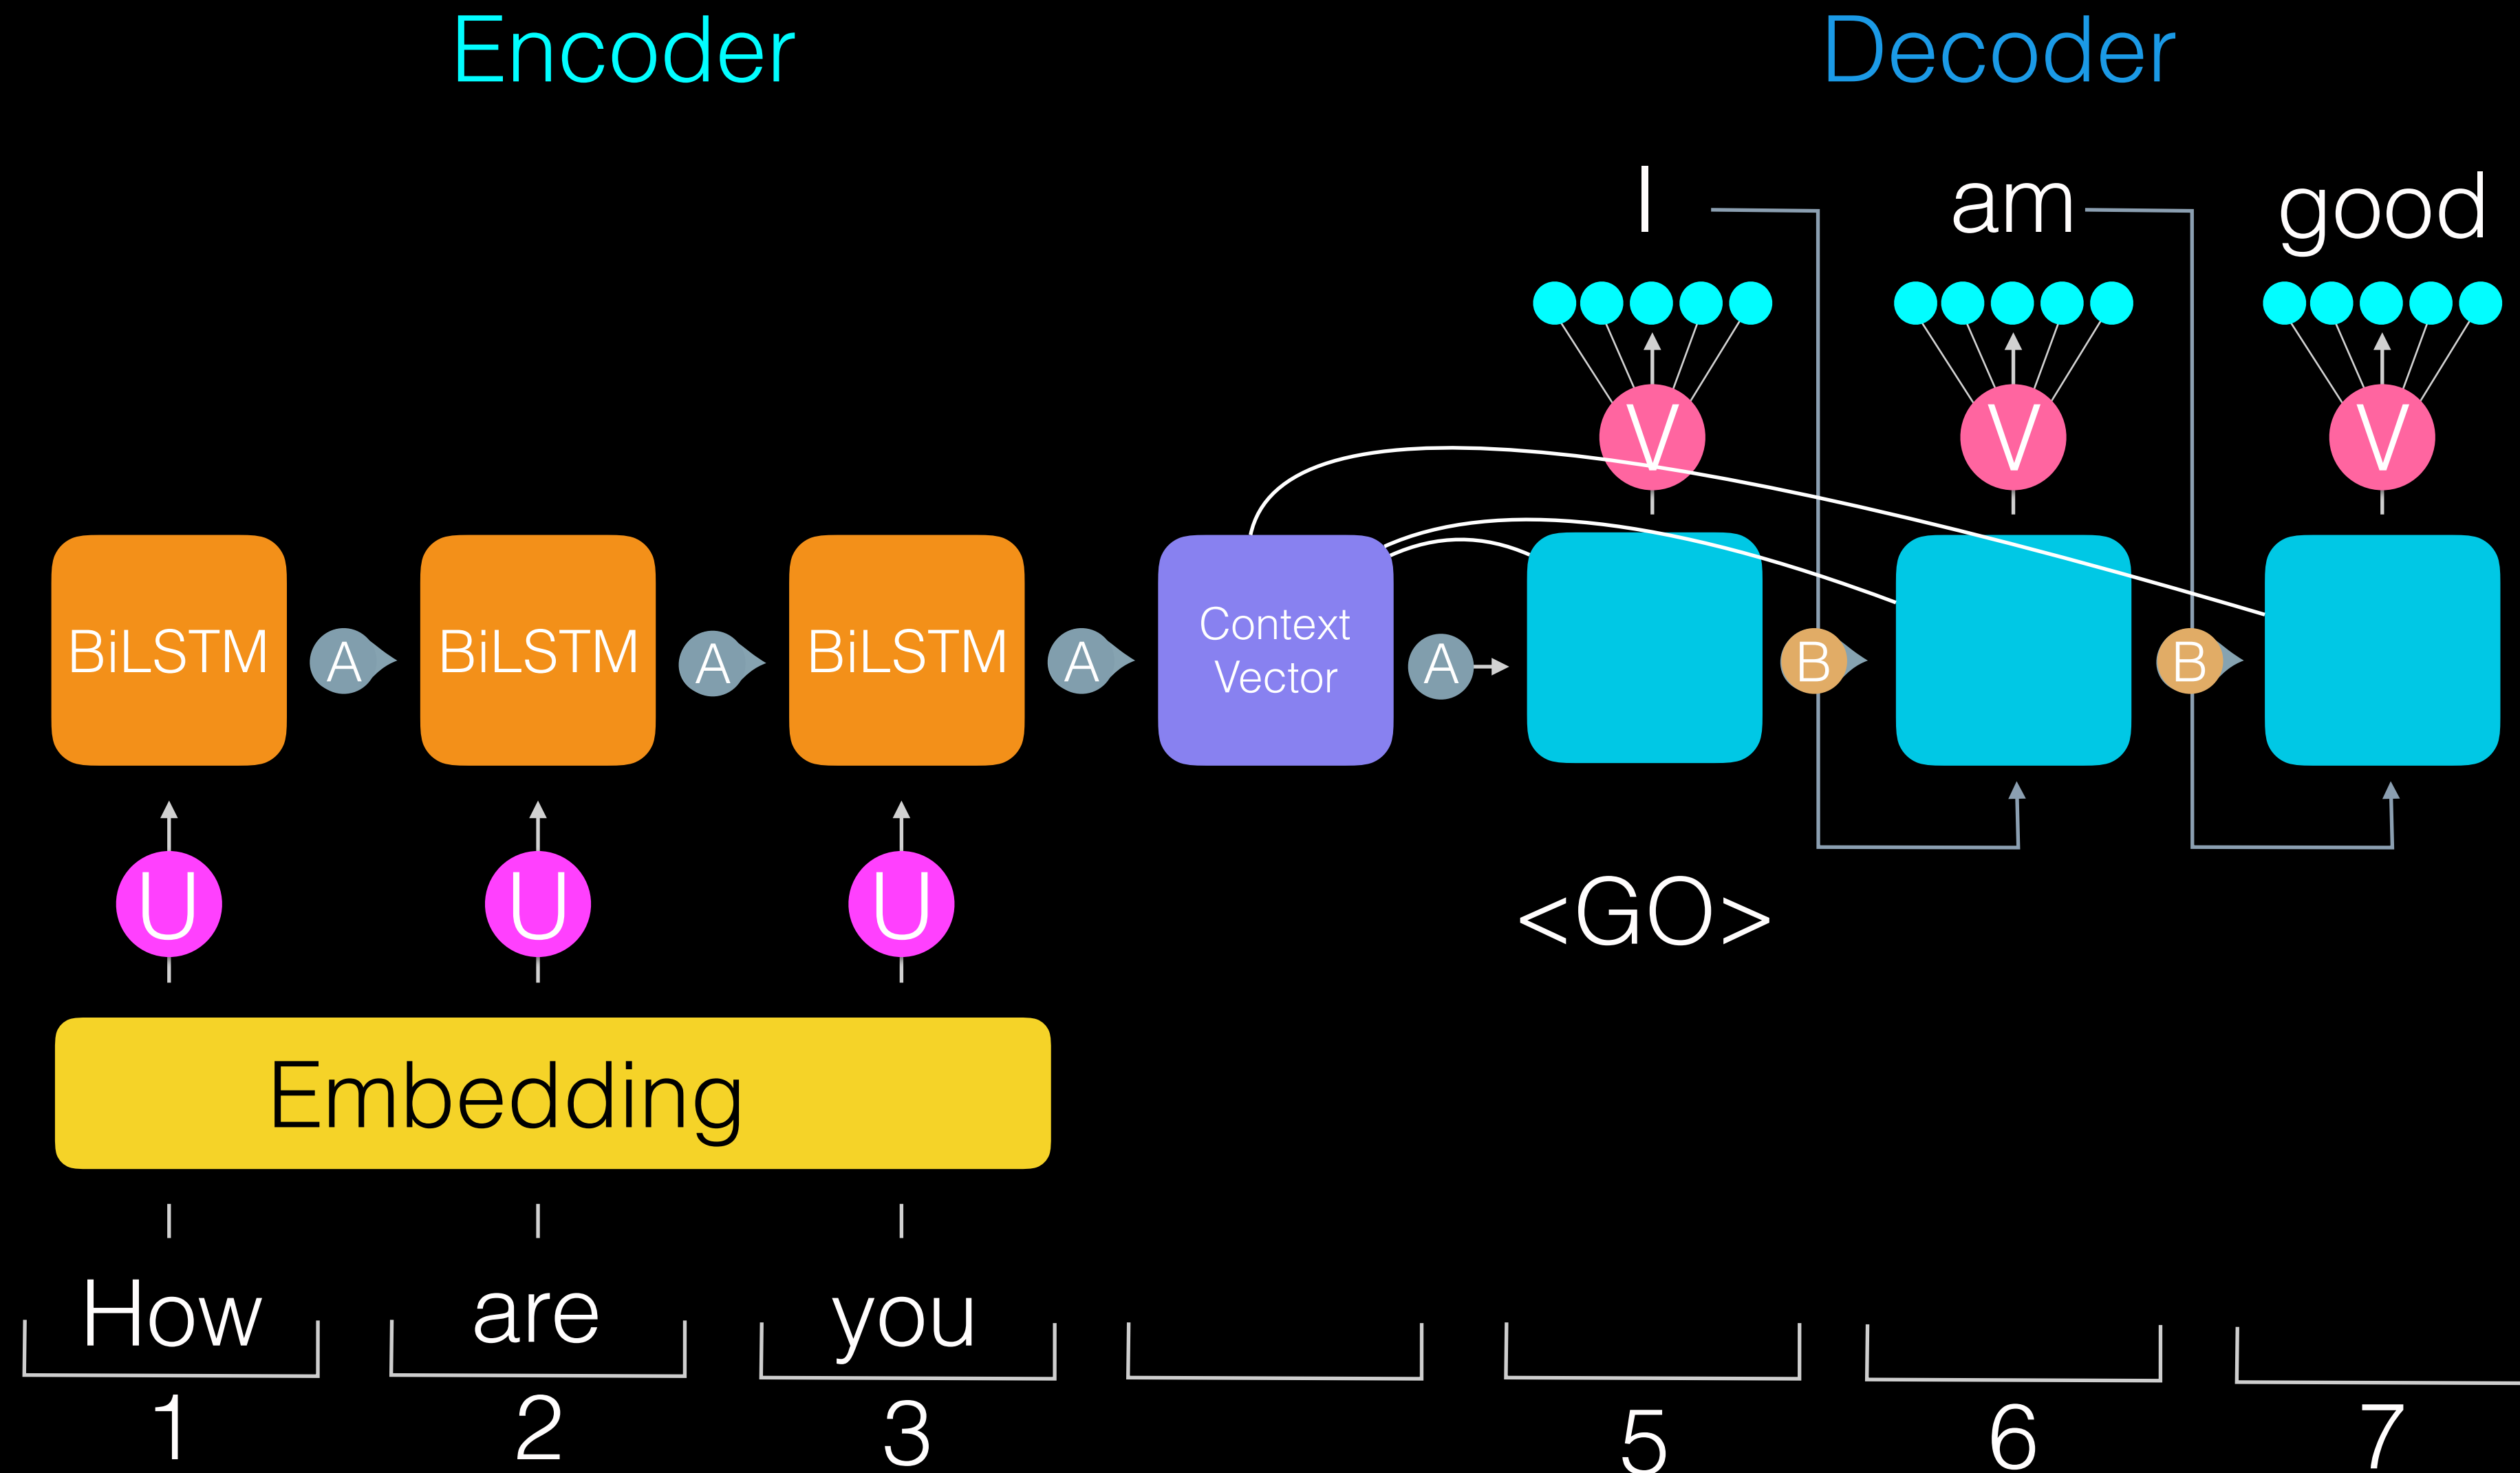 Encoder
Decoder
I
am
good
V
V
V
BiLSTM
A
BiLSTM
A
BiLSTM
A
Context
Vector
A
B
B
U
U
U
<GO>
Embedding
How
are
you
1
2
3
5
6
7